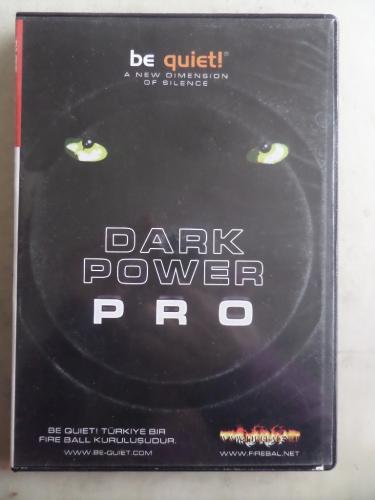 be quiet!®
A NEW DIMENSION
OF SILENCE
DARK
POWER
PRO
BE QUIET! TÜRKIYE BIR
FIRE BALL KURULUŞUDUR.
WWW.BE-QUIET.COM
WWW.FIREBAL.NET